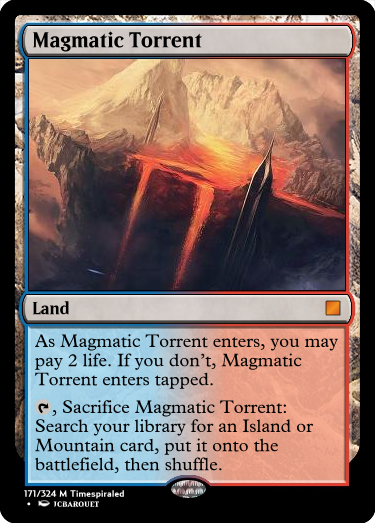 Magmatic Torrent
Land
As Magmatic Torrent enters, you may
pay 2 life. If you don't, Magmatic
Torrent enters tapped.
, Sacrifice Magmatic Torrent:
Search your library for an Island or
Mountain card, put it onto the
battlefield, then shuffle.
171/324 M Timespiraled
• JCBAROUET